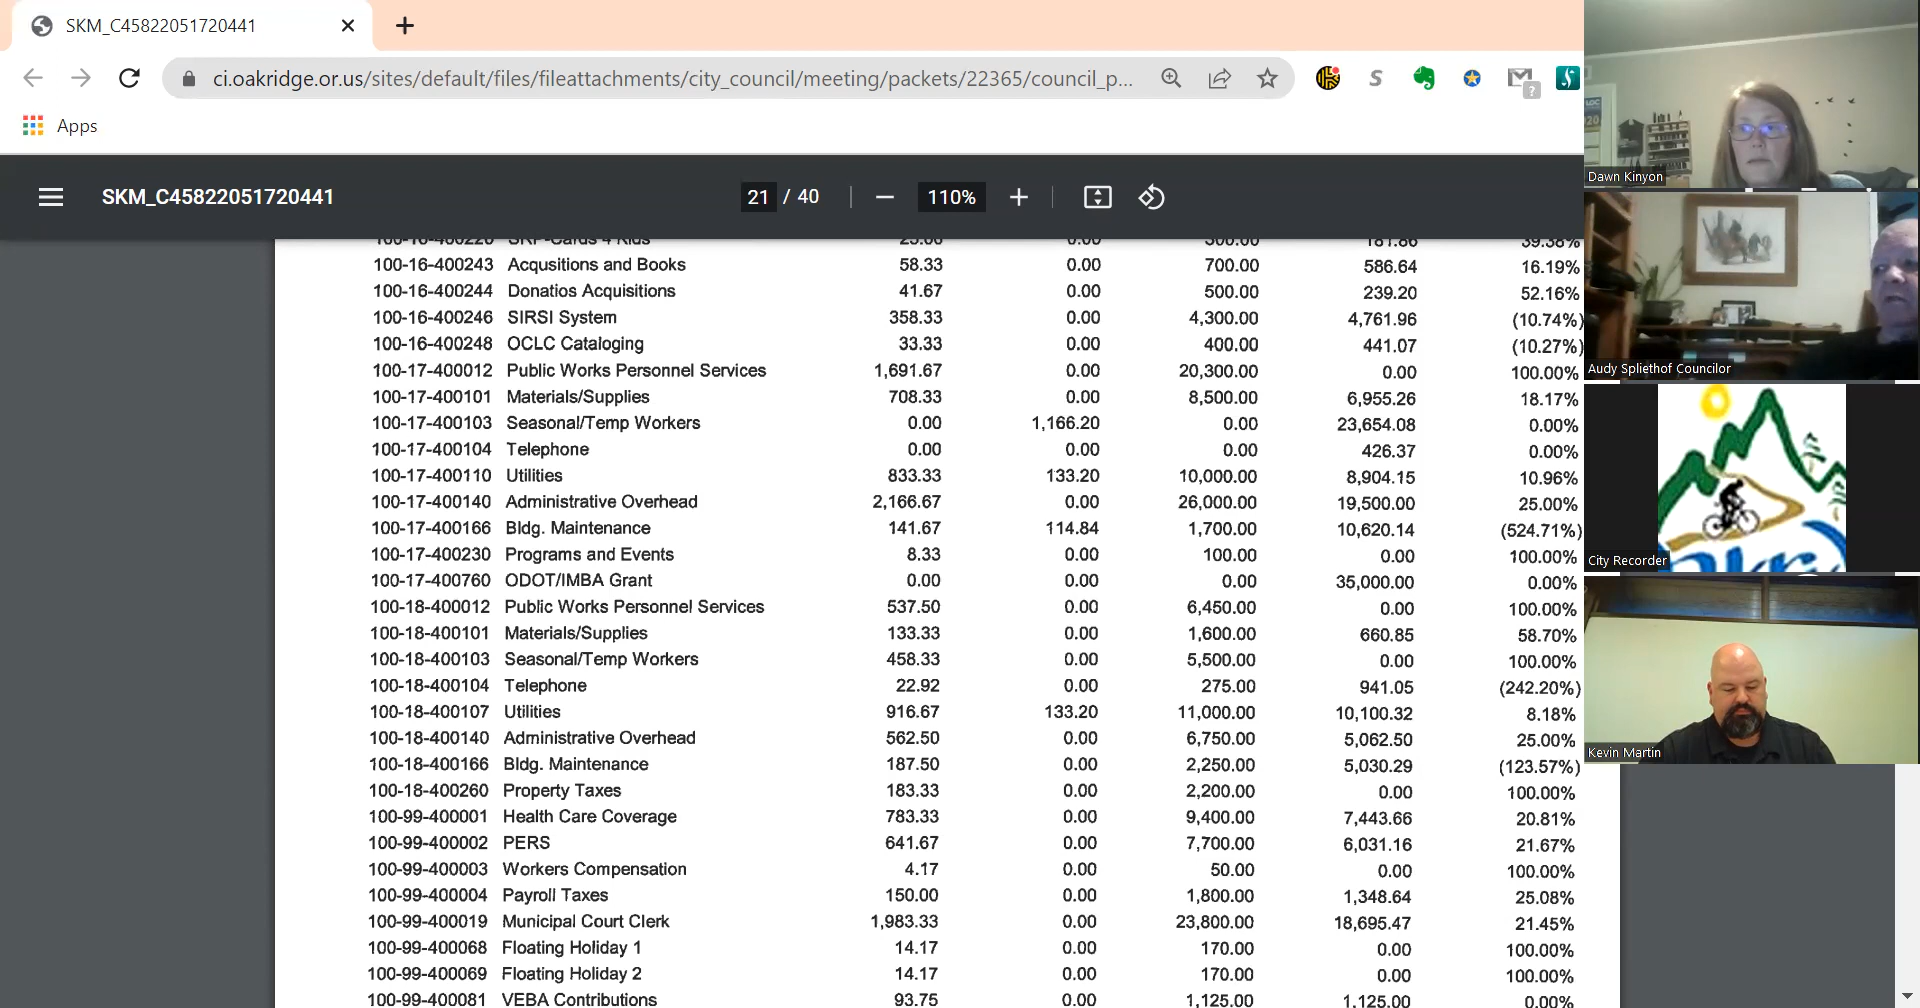 SKM_C45822051720441
ci.oakridge.or.us/sites/default/files/fileattachments/city_council/meeting/packets/22365/council_p...
Apps
SKM_C45822051720441
21 / 40
110%
100-16-400220 SRP-Cards 4 Kids 25.00 0.00 300.00 181.86 39.38%
100-16-400243 Acqusitions and Books 58.33 0.00 700.00 586.64 16.19%
100-16-400244 Donatios Acquisitions 41.67 0.00 500.00 239.20 52.16%
100-16-400246 SIRSI System 358.33 0.00 4,300.00 4,761.96 (10.74%)
100-16-400248 OCLC Cataloging 33.33 0.00 400.00 441.07 (10.27%)
100-17-400012 Public Works Personnel Services 1,691.67 0.00 20,300.00 0.00 100.00%
100-17-400101 Materials/Supplies 708.33 0.00 8,500.00 6,955.26 18.17%
100-17-400103 Seasonal/Temp Workers 0.00 1,166.20 0.00 23,654.08 0.00%
100-17-400104 Telephone 0.00 0.00 0.00 426.37 0.00%
100-17-400110 Utilities 833.33 133.20 10,000.00 8,904.15 10.96%
100-17-400140 Administrative Overhead 2,166.67 0.00 26,000.00 19,500.00 25.00%
100-17-400166 Bldg. Maintenance 141.67 114.84 1,700.00 10,620.14 (524.71%)
100-17-400230 Programs and Events 8.33 0.00 100.00 0.00 100.00%
100-17-400760 ODOT/IMBA Grant 0.00 0.00 0.00 35,000.00 0.00%
100-18-400012 Public Works Personnel Services 537.50 0.00 6,450.00 0.00 100.00%
100-18-400101 Materials/Supplies 133.33 0.00 1,600.00 660.85 58.70%
100-18-400103 Seasonal/Temp Workers 458.33 0.00 5,500.00 0.00 100.00%
100-18-400104 Telephone 22.92 0.00 275.00 941.05 (242.20%)
100-18-400107 Utilities 916.67 133.20 11,000.00 10,100.32 8.18%
100-18-400140 Administrative Overhead 562.50 0.00 6,750.00 5,062.50 25.00%
100-18-400166 Bldg. Maintenance 187.50 0.00 2,250.00 5,030.29 (123.57%)
100-18-400260 Property Taxes 183.33 0.00 2,200.00 0.00 100.00%
100-99-400001 Health Care Coverage 783.33 0.00 9,400.00 7,443.66 20.81%
100-99-400002 PERS 641.67 0.00 7,700.00 6,031.16 21.67%
100-99-400003 Workers Compensation 4.17 0.00 50.00 0.00 100.00%
100-99-400004 Payroll Taxes 150.00 0.00 1,800.00 1,348.64 25.08%
100-99-400019 Municipal Court Clerk 1,983.33 0.00 23,800.00 18,695.47 21.45%
100-99-400068 Floating Holiday 1 14.17 0.00 170.00 0.00 100.00%
100-99-400069 Floating Holiday 2 14.17 0.00 170.00 0.00 100.00%
100-99-400081 VEBA Contributions 93.75 0.00 1,125.00 1,125.00 0.00%
Dawn Kinyon
Audy Spliethof Councilor
City Recorder
Kevin Martin